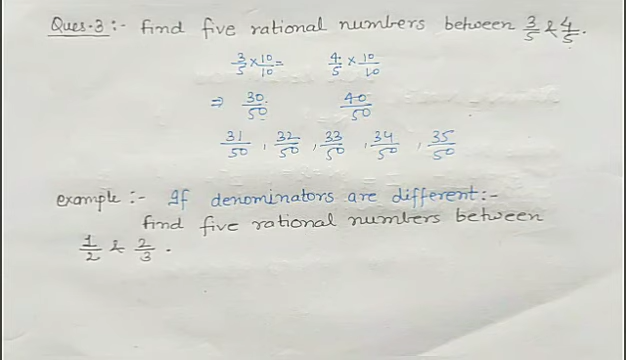 Ques.3:- find five rational numbers between 3/5 & 4/5.
3/5 × 10/10 = 4/5 × 10/10
⇒ 30/50 40/50
31/50, 32/50, 33/50, 34/50, 35/50
example:- If denominators are different:-
find five rational numbers between
1/2 & 2/3.